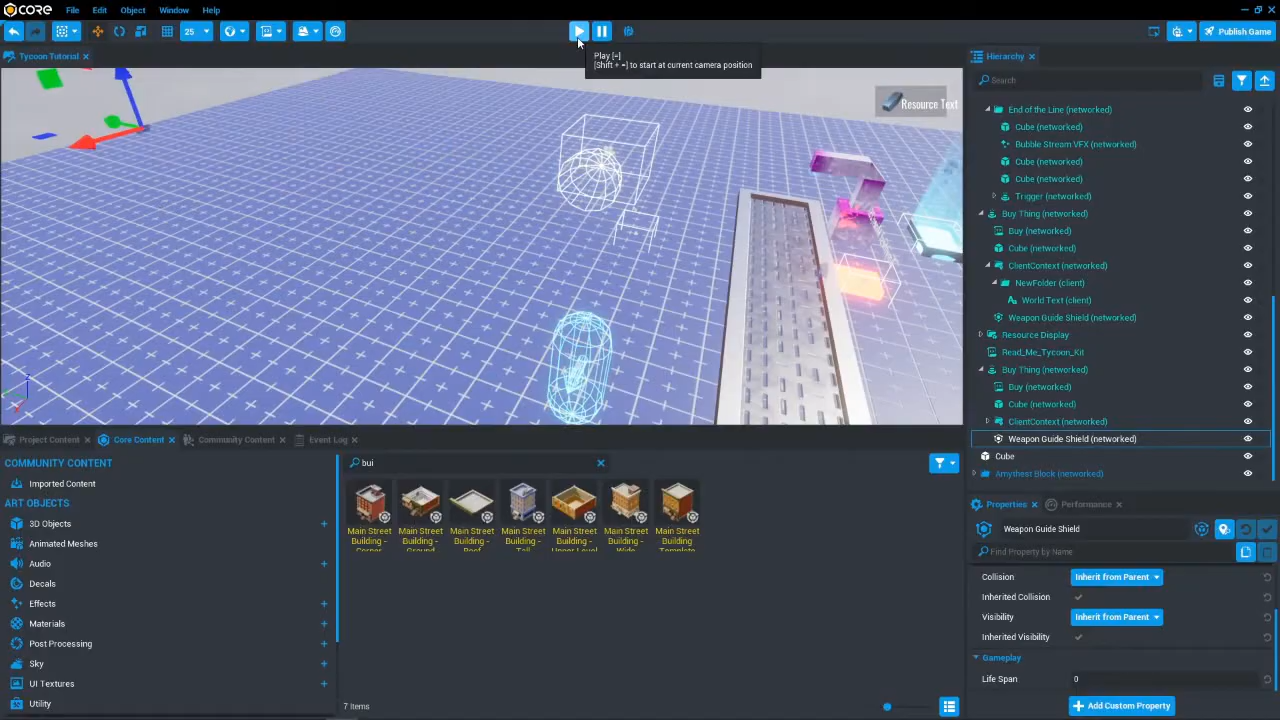 CORE File Edit Object Window Help
25 Publish Game
Play [=]
[Shift + =] to start at current camera position
Tycoon Tutorial
Resource Text
Hierarchy
Search
End of the Line (networked)
Cube (networked)
Bubble Stream VFX (networked)
Cube (networked)
Cube (networked)
Trigger (networked)
Buy Thing (networked)
Buy (networked)
Cube (networked)
ClientContext (networked)
NewFolder (client)
World Text (client)
Weapon Guide Shield (networked)
Resource Display
Read_Me_Tycoon_Kit
Buy Thing (networked)
Buy (networked)
Cube (networked)
ClientContext (networked)
Weapon Guide Shield (networked)
Cube
Amythest Block (networked)
Project Content Core Content Community Content Event Log
COMMUNITY CONTENT
Imported Content
ART OBJECTS
3D Objects
Animated Meshes
Audio
Decals
Effects
Materials
Post Processing
Sky
UI Textures
Utility
bui
Main Street Building - Corner
Main Street Building - Ground
Main Street Building - Roof
Main Street Building - Tall
Main Street Building - Upper Level
Main Street Building - Wide
Main Street Building Template
7 Items
Properties Performance
Weapon Guide Shield
Find Property by Name
Collision Inherit from Parent
Inherited Collision
Visibility Inherit from Parent
Inherited Visibility
Gameplay
Life Span 0
Add Custom Property